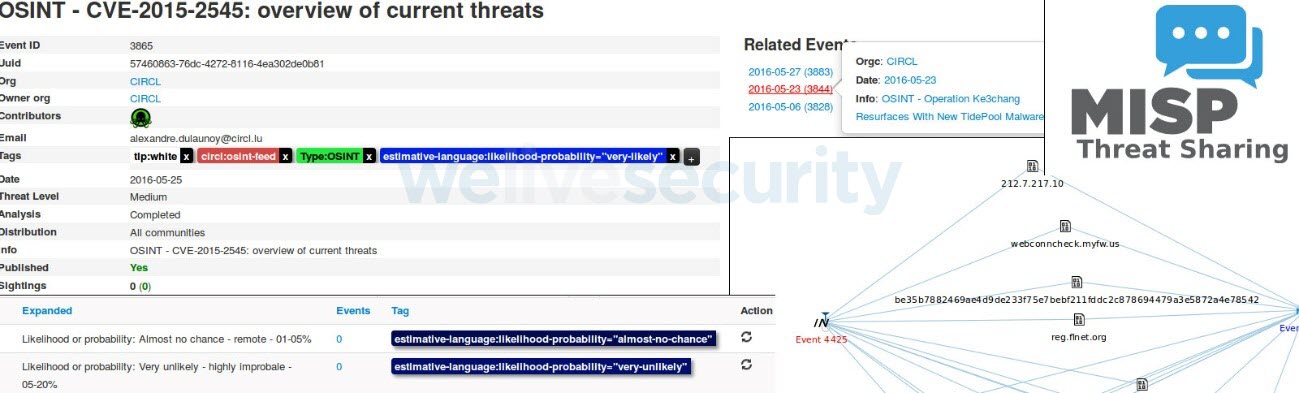 OSINT - CVE-2015-2545: overview of current threats
Event ID 3865
Uuid 57460863-76dc-4272-8116-4ea302de0b81
Org CIRCL
Owner org CIRCL
Contributors
Email alexandre.dulaunoy@circl.lu
Tags tlp:white x circl:osint-feed x Type:OSINT x estimative-language:likelihood-probability="very-likely" x +
Date 2016-05-25
Threat Level Medium
Analysis Completed
Distribution All communities
Info OSINT - CVE-2015-2545: overview of current threats
Published Yes
Sightings 0 (0)
Expanded Events Tag Action
Likelihood or probability: Almost no chance - remote - 01-05% 0 estimative-language:likelihood-probability="almost-no-chance"
Likelihood or probability: Very unlikely - highly improbale - 0 estimative-language:likelihood-probability="very-unlikely"
05-20%
Related Events
2016-05-27 (3883)
2016-05-23 (3844)
2016-05-06 (3828)
Orgc: CIRCL
Date: 2016-05-23
Info: OSINT - Operation Ke3chang
Resurfaces With New TidePool Malware
MISP
Threat Sharing
welivesecurity
212.7.217.10
webconncheck.myfw.us
be35b7882469ae4d9de233f75e7bebf211fddc2c878694479a3e5872a4e78542
reg.flnet.org
Event 4425